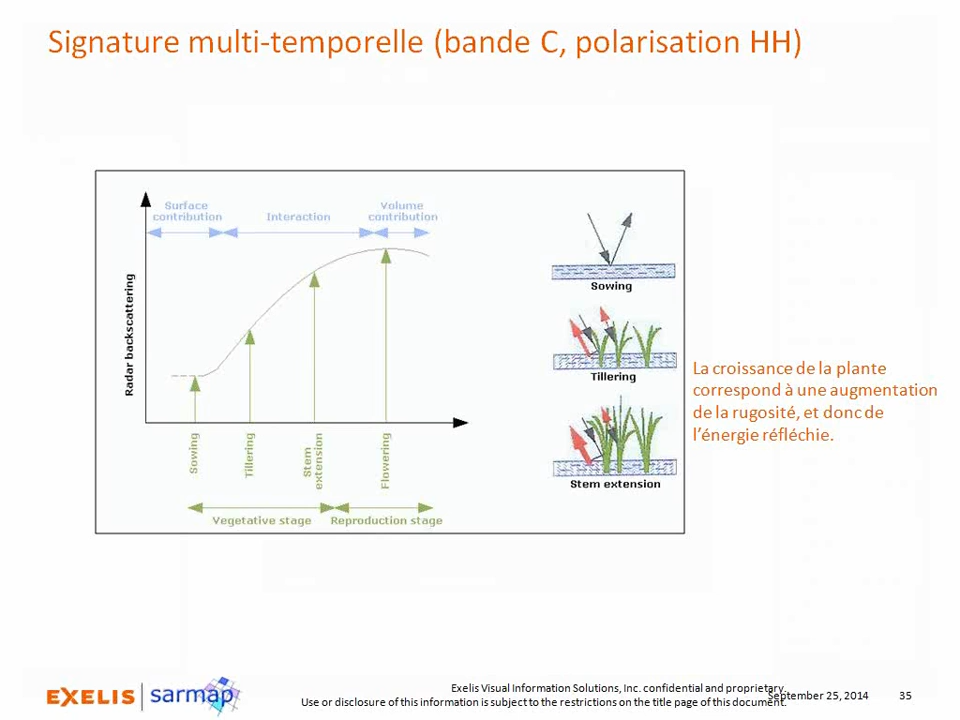 Signature multi-temporelle (bande C, polarisation HH)
Surface
contribution
Interaction
Volume
contribution
Radar backscattering
Sowing
Tillering
Stem
extension
Flowering
Vegetative stage
Reproduction stage
Sowing
Tillering
Stem extension
La croissance de la plante
correspond à une augmentation
de la rugosité, et donc de
l’énergie réfléchie.
EXELIS
sarmap
Exelis Visual Information Solutions, Inc. confidential and proprietary.
Use or disclosure of this information is subject to the restrictions on the title page of this document.
September 25, 2014
35